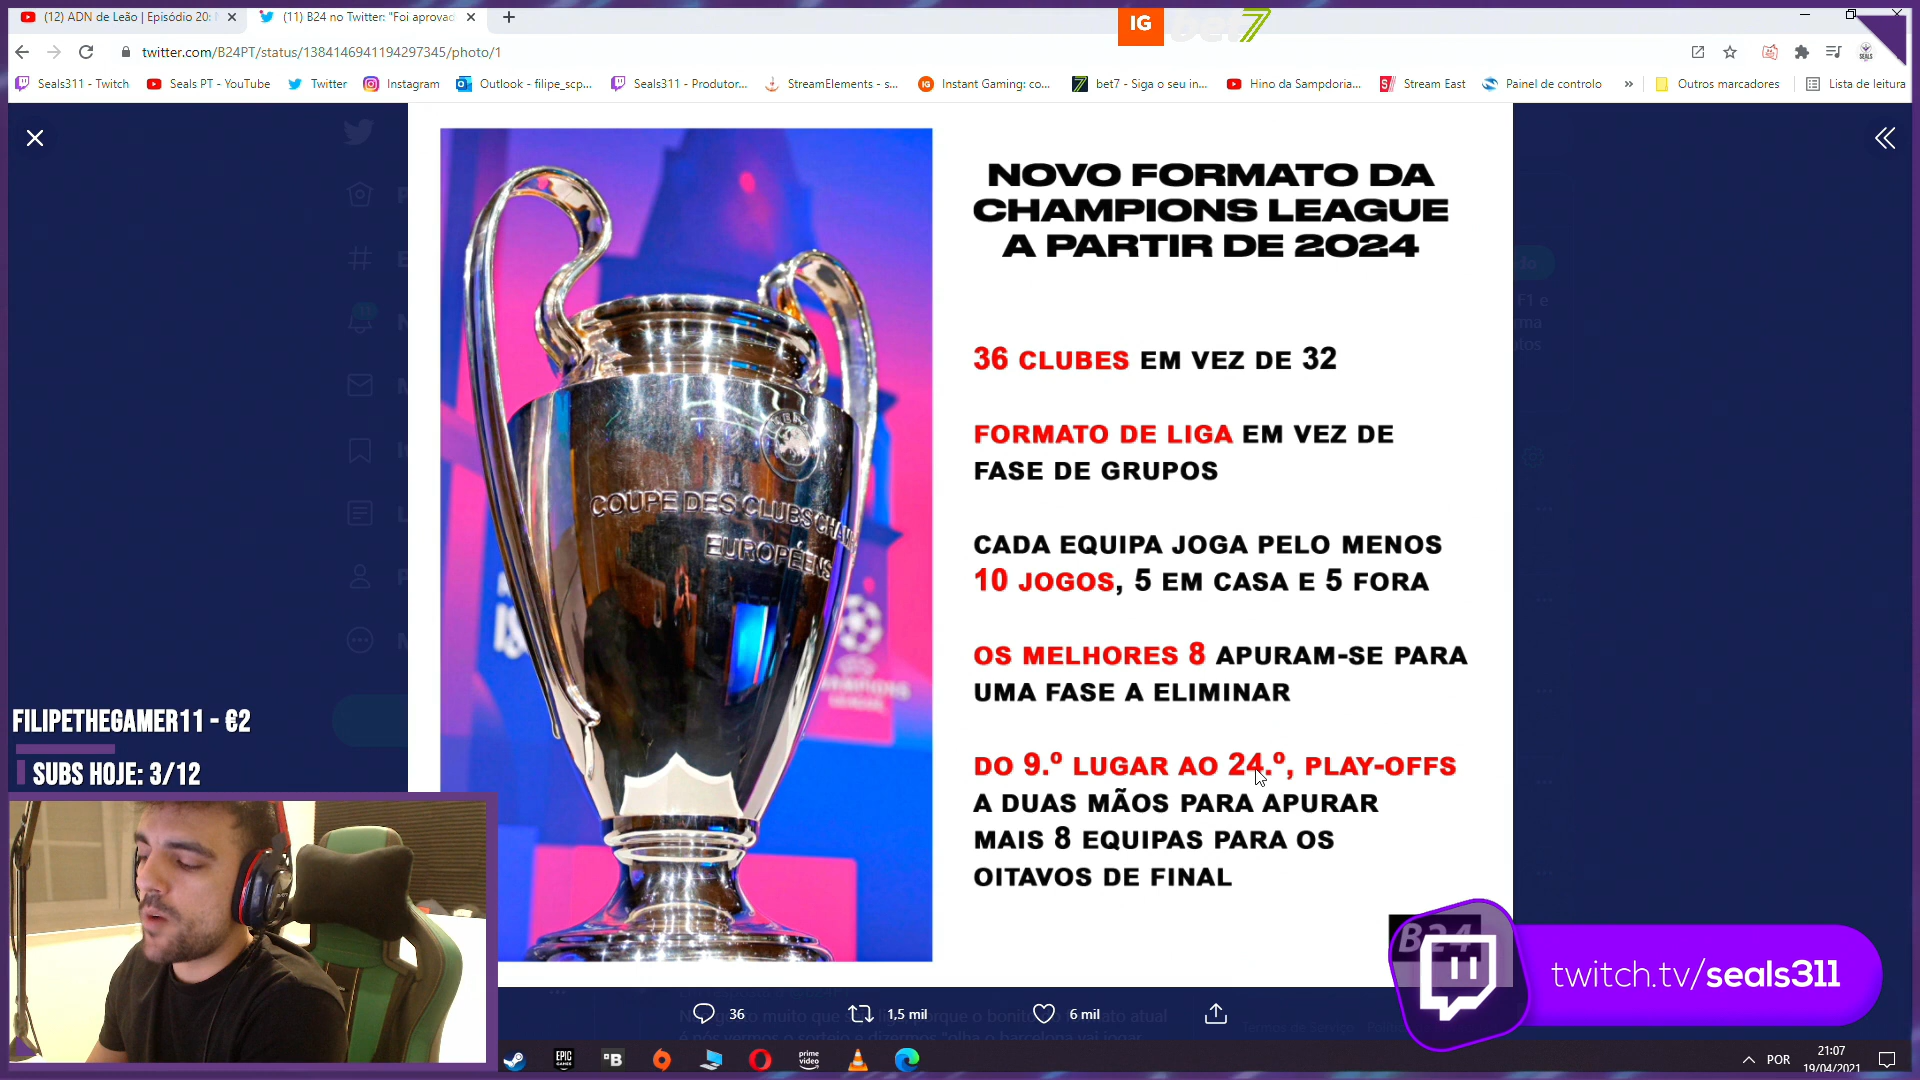 (12) ADN de Leão | Episódio 20:
(11) B24 no Twitter: "Foi aprovad
IG
bet7
twitter.com/B24PT/status/1384146941194297345/photo/1
Seals311 - Twitch
Seals PT - YouTube
Twitter
Instagram
Outlook - filipe_scp...
Seals311 - Produtor...
StreamElements - s...
Instant Gaming: co...
bet7 - Siga o seu in...
Hino da Sampdoria...
Stream East
Painel de controlo
Outros marcadores
Lista de leitura
NOVO FORMATO DA
CHAMPIONS LEAGUE
A PARTIR DE 2024
36 CLUBES EM VEZ DE 32
FORMATO DE LIGA EM VEZ DE
FASE DE GRUPOS
CADA EQUIPA JOGA PELO MENOS
10 JOGOS, 5 EM CASA E 5 FORA
OS MELHORES 8 APURAM-SE PARA
UMA FASE A ELIMINAR
DO 9.º LUGAR AO 24.º, PLAY-OFFS
A DUAS MÃOS PARA APURAR
MAIS 8 EQUIPAS PARA OS
OITAVOS DE FINAL
COUPE DES CLUBS CHAM
EUROPÉENS
B24
FILIPETHEGAMER11 - €2
SUBS HOJE: 3/12
twitch.tv/seals311
36
1,5 mil
6 mil
EPIC
GAMES
B
prime
video
POR
21:07
19/04/2021